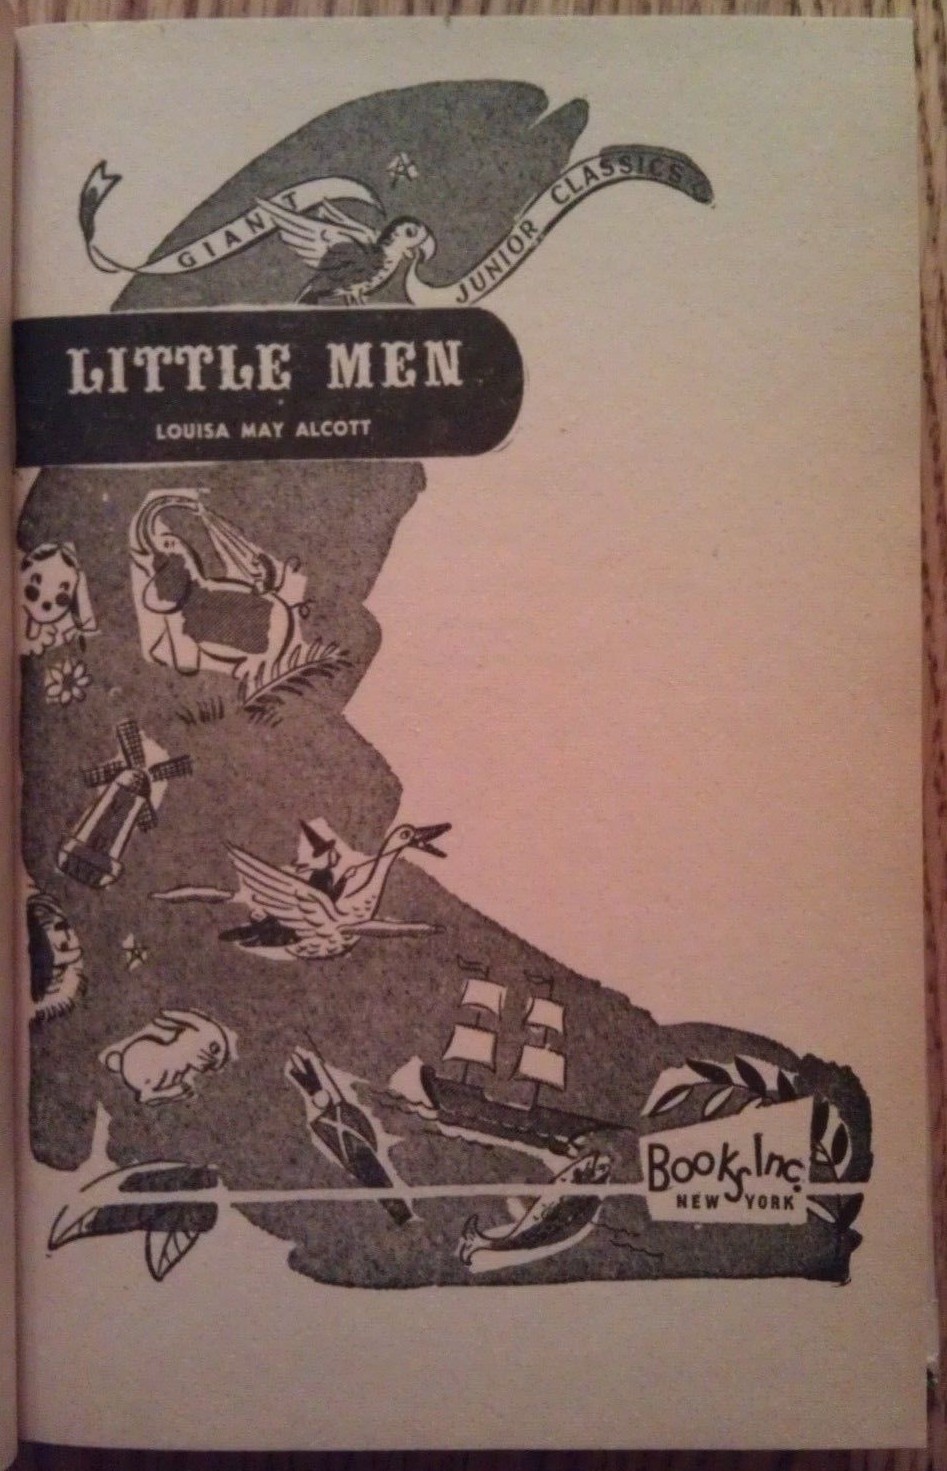 GIANT JUNIOR CLASSICS
LITTLE MEN
LOUISA MAY ALCOTT
Books, Inc.
NEW YORK